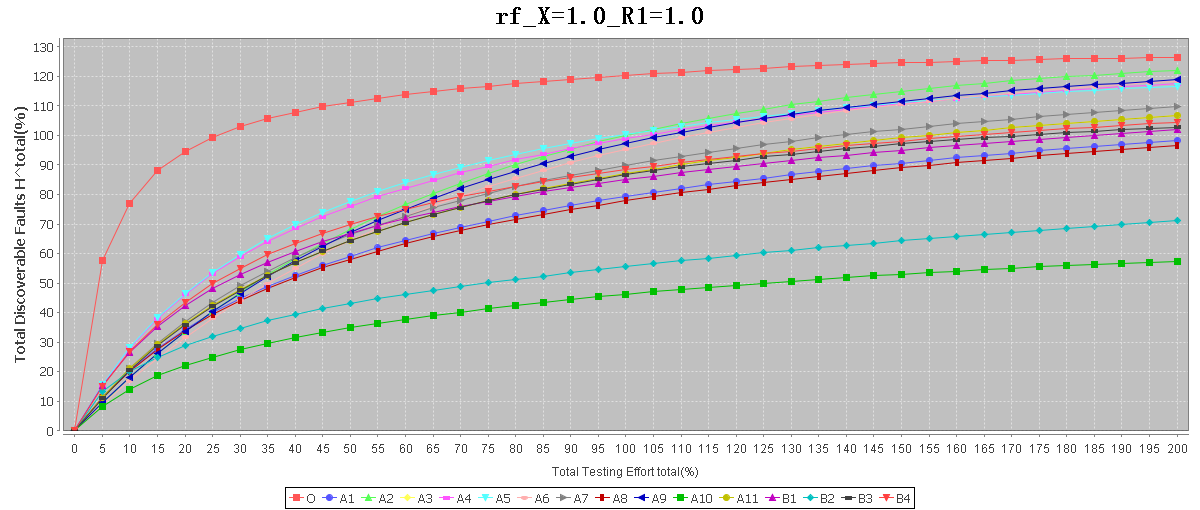 rf_X=1.0_R1=1.0
Total Discoverable Faults H^total(%)
130
120
110
100
90
80
70
60
50
40
30
20
10
0
0 5 10 15 20 25 30 35 40 45 50 55 60 65 70 75 80 85 90 95 100 105 110 115 120 125 130 135 140 145 150 155 160 165 170 175 180 185 190 195 200
Total Testing Effort total(%)
O A1 A2 A3 A4 A5 A6 A7 A8 A9 A10 A11 B1 B2 B3 B4